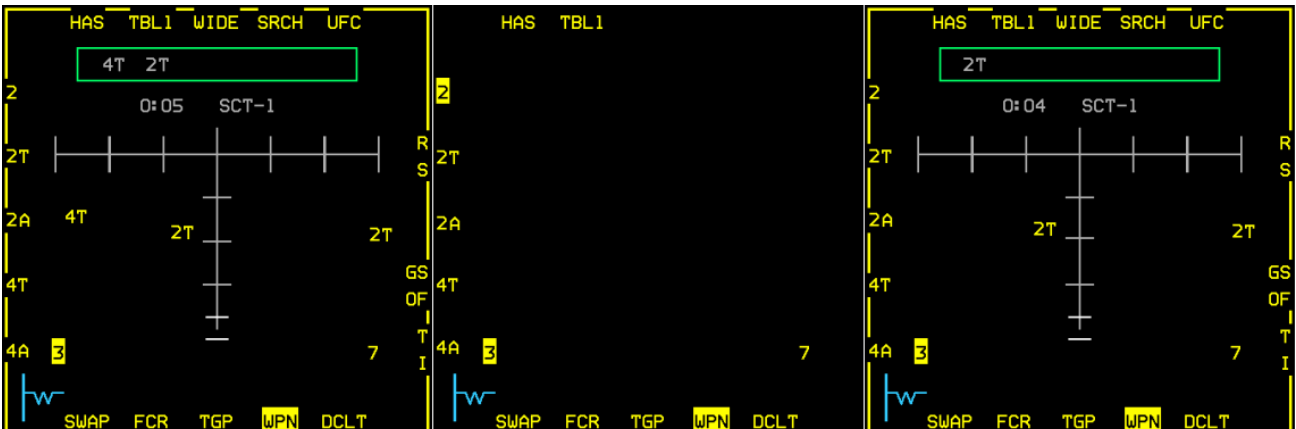 HAS TBL1 WIDE SRCH UFC
4T 2T
2
0:05 SCT-1
R
2T
S
2A 4T 2T 2T
GS
4T
OF
T
4A 3 7
I
SWAP FCR TGP WPN DCLT
HAS TBL1
2
2T
2A
4T
4A 3 7
SWAP FCR TGP WPN DCLT
HAS TBL1 WIDE SRCH UFC
2T
2
0:04 SCT-1
R
2T
S
2A 2T 2T
GS
4T
OF
T
4A 3 7
I
SWAP FCR TGP WPN DCLT